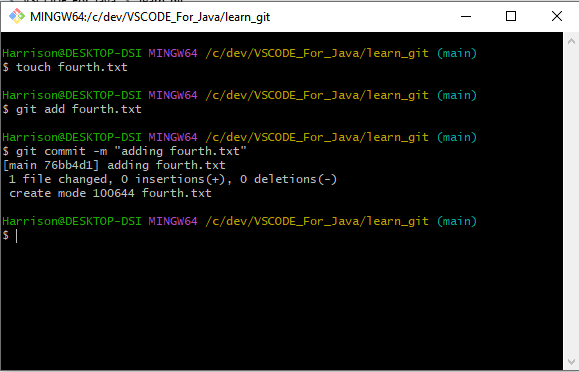 MINGW64:/c/dev/VSCODE_For_Java/learn_git
Harrison@DESKTOP-DSI MINGW64 /c/dev/VSCODE_For_Java/learn_git (main)
$ touch fourth.txt
Harrison@DESKTOP-DSI MINGW64 /c/dev/VSCODE_For_Java/learn_git (main)
$ git add fourth.txt
Harrison@DESKTOP-DSI MINGW64 /c/dev/VSCODE_For_Java/learn_git (main)
$ git commit -m "adding fourth.txt"
[main 76bb4d1] adding fourth.txt
 1 file changed, 0 insertions(+), 0 deletions(-)
 create mode 100644 fourth.txt
Harrison@DESKTOP-DSI MINGW64 /c/dev/VSCODE_For_Java/learn_git (main)
$